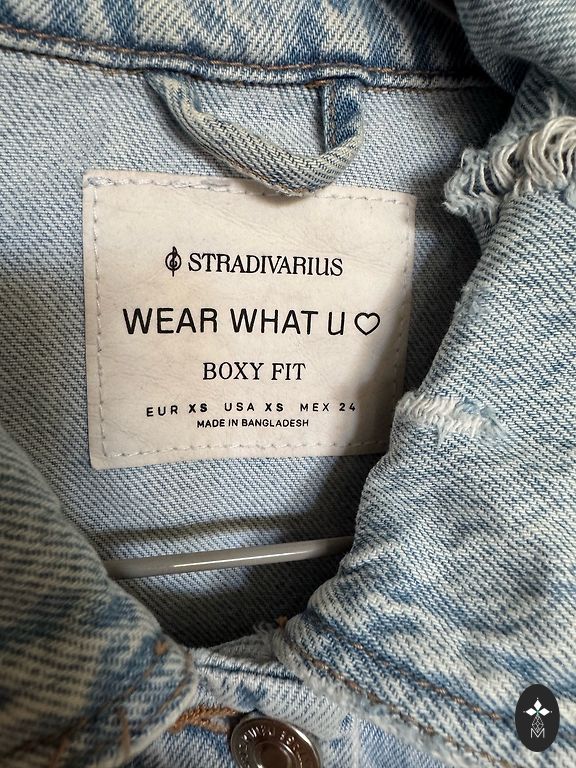 STRADIVARIUS
WEAR WHAT U ♡
BOXY FIT
EUR XS USA XS MEX 24
MADE IN BANGLADESH